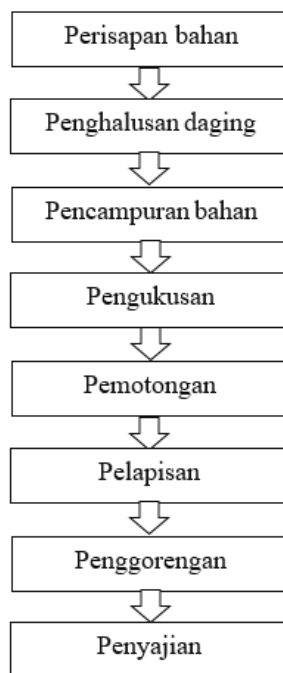 Perisapan bahan
Penghalusan daging
Pencampuran bahan
Pengukusan
Pemotongan
Pelapisan
Penggorengan
Penyajian